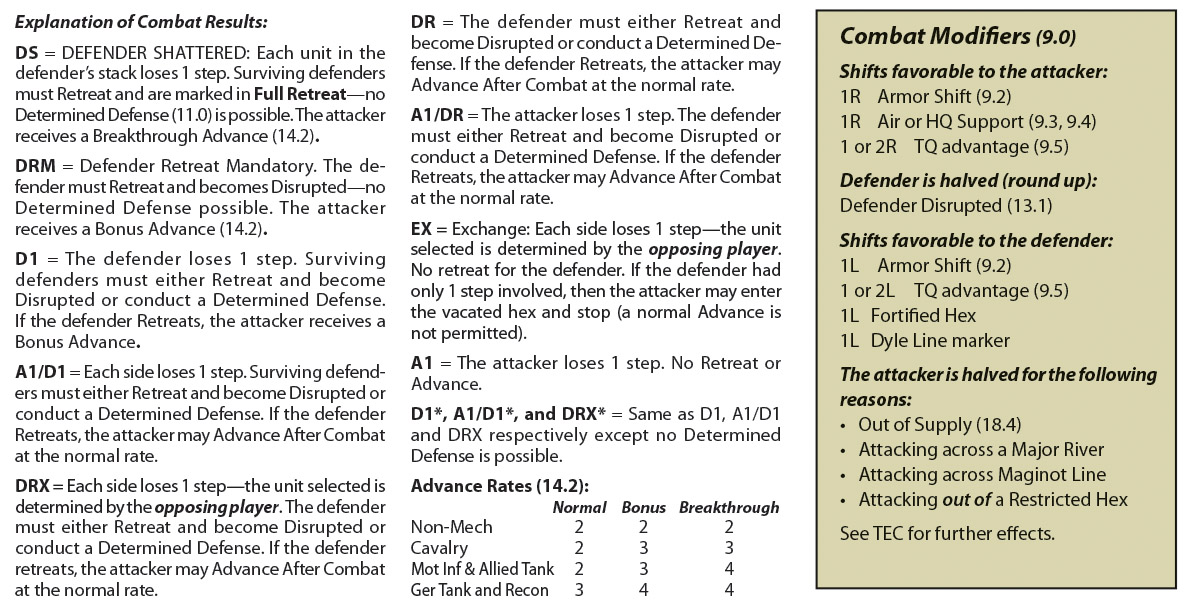 Explanation of Combat Results:
DS = DEFENDER SHATTERED: Each unit in the
defender's stack loses 1 step. Surviving defenders
must Retreat and are marked in Full Retreat—no
Determined Defense (11.0) is possible. The attacker
receives a Breakthrough Advance (14.2).
DRM = Defender Retreat Mandatory. The de-
fender must Retreat and becomes Disrupted—no
Determined Defense possible. The attacker
receives a Bonus Advance (14.2).
D1 = The defender loses 1 step. Surviving
defenders must either Retreat and become
Disrupted or conduct a Determined Defense.
If the defender Retreats, the attacker receives a
Bonus Advance.
A1/D1 = Each side loses 1 step. Surviving defend-
ers must either Retreat and become Disrupted or
conduct a Determined Defense. If the defender
Retreats, the attacker may Advance After Combat
at the normal rate.
DRX = Each side loses 1 step—the unit selected is
determined by the opposing player. The defender
must either Retreat and become Disrupted or
conduct a Determined Defense. If the defender
retreats, the attacker may Advance After Combat
at the normal rate.
DR = The defender must either Retreat and
become Disrupted or conduct a Determined De-
fense. If the defender Retreats, the attacker may
Advance After Combat at the normal rate.
A1/DR = The attacker loses 1 step. The defender
must either Retreat and become Disrupted or
conduct a Determined Defense. If the defender
Retreats, the attacker may Advance After Combat
at the normal rate.
EX = Exchange: Each side loses 1 step—the unit
selected is determined by the opposing player.
No retreat for the defender. If the defender had
only 1 step involved, then the attacker may enter
the vacated hex and stop (a normal Advance is
not permitted).
A1 = The attacker loses 1 step. No Retreat or
Advance.
D1*, A1/D1*, and DRX* = Same as D1, A1/D1
and DRX respectively except no Determined
Defense is possible.
Advance Rates (14.2):
Normal Bonus Breakthrough
Non-Mech 2 2 2
Cavalry 2 3 3
Mot Inf & Allied Tank 2 3 4
Ger Tank and Recon 3 4 4
Combat Modifiers (9.0)
Shifts favorable to the attacker:
1R Armor Shift (9.2)
1R Air or HQ Support (9.3, 9.4)
1 or 2R TQ advantage (9.5)
Defender is halved (round up):
Defender Disrupted (13.1)
Shifts favorable to the defender:
1L Armor Shift (9.2)
1 or 2L TQ advantage (9.5)
1L Fortified Hex
1L Dyle Line marker
The attacker is halved for the following
reasons:
• Out of Supply (18.4)
• Attacking across a Major River
• Attacking across Maginot Line
• Attacking out of a Restricted Hex
See TEC for further effects.